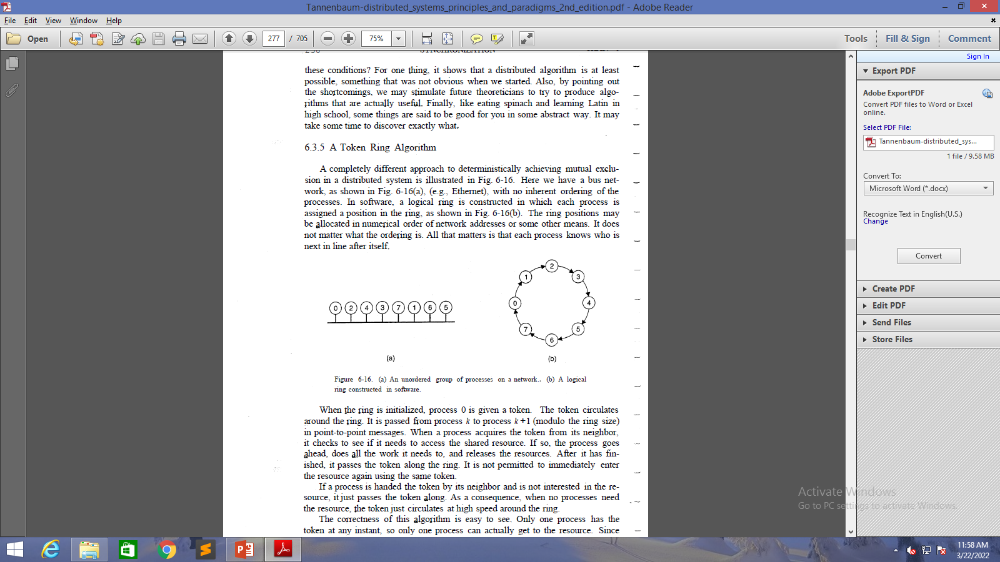 Tannenbaum-distributed_systems_principles_and_paradigms_2nd_edition.pdf - Adobe Reader
File Edit View Window Help
Open 277 / 705 75% Tools Fill & Sign Comment
Sign In
these conditions? For one thing, it shows that a distributed algorithm is at least
possible, something that was not obvious when we started. Also, by pointing out
the shortcomings, we may stimulate future theoreticians to try to produce algo-
rithms that are actually useful. Finally, like eating spinach and learning Latin in
high school, some things are said to be good for you in some abstract way. It may
take some time to discover exactly what.
6.3.5 A Token Ring Algorithm
A completely different approach to deterministically achieving mutual exclu-
sion in a distributed system is illustrated in Fig. 6-16. Here we have a bus net-
work, as shown in Fig. 6-16(a), (e.g., Ethernet), with no inherent ordering of the
processes. In software, a logical ring is constructed in which each process is
assigned a position in the ring, as shown in Fig. 6-16(b). The ring positions may
be allocated in numerical order of network addresses or some other means. It does
not matter what the ordering is. All that matters is that each process knows who is
next in line after itself.
0 2 4 3 7 1 6 5
(a)
0 1 2 3 4 5 6 7
(b)
Figure 6-16. (a) An unordered group of processes on a network.. (b) A logical
ring constructed in software.
When the ring is initialized, process 0 is given a token. The token circulates
around the ring. It is passed from process k to process k +1 (modulo the ring size)
in point-to-point messages. When a process acquires the token from its neighbor,
it checks to see if it needs to access the shared resource. If so, the process goes
ahead, does all the work it needs to, and releases the resources. After it has fin-
ished, it passes the token along the ring. It is not permitted to immediately enter
the resource again using the same token.
If a process is handed the token by its neighbor and is not interested in the re-
source, it just passes the token along. As a consequence, when no processes need
the resource, the token just circulates at high speed around the ring.
The correctness of this algorithm is easy to see. Only one process has the
token at any instant, so only one process can actually get to the resource. Since
Export PDF
Adobe ExportPDF
Convert PDF files to Word or Excel
online.
Select PDF File:
Tannenbaum-distributed_sys...
1 file / 9.58 MB
Convert To:
Microsoft Word (*.docx)
Recognize Text in English(U.S.)
Change
Convert
Create PDF
Edit PDF
Send Files
Store Files
Activate Windows
Go to PC settings to activate Windows.
11:58 AM
3/22/2022